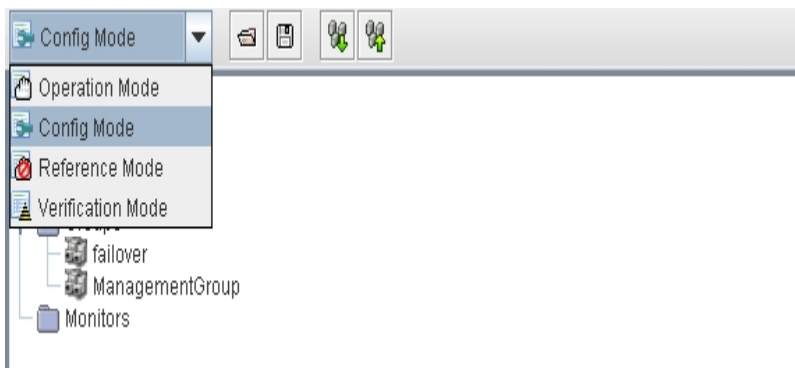 Config Mode
Operation Mode
Config Mode
Reference Mode
Verification Mode
failover
ManagementGroup
Monitors